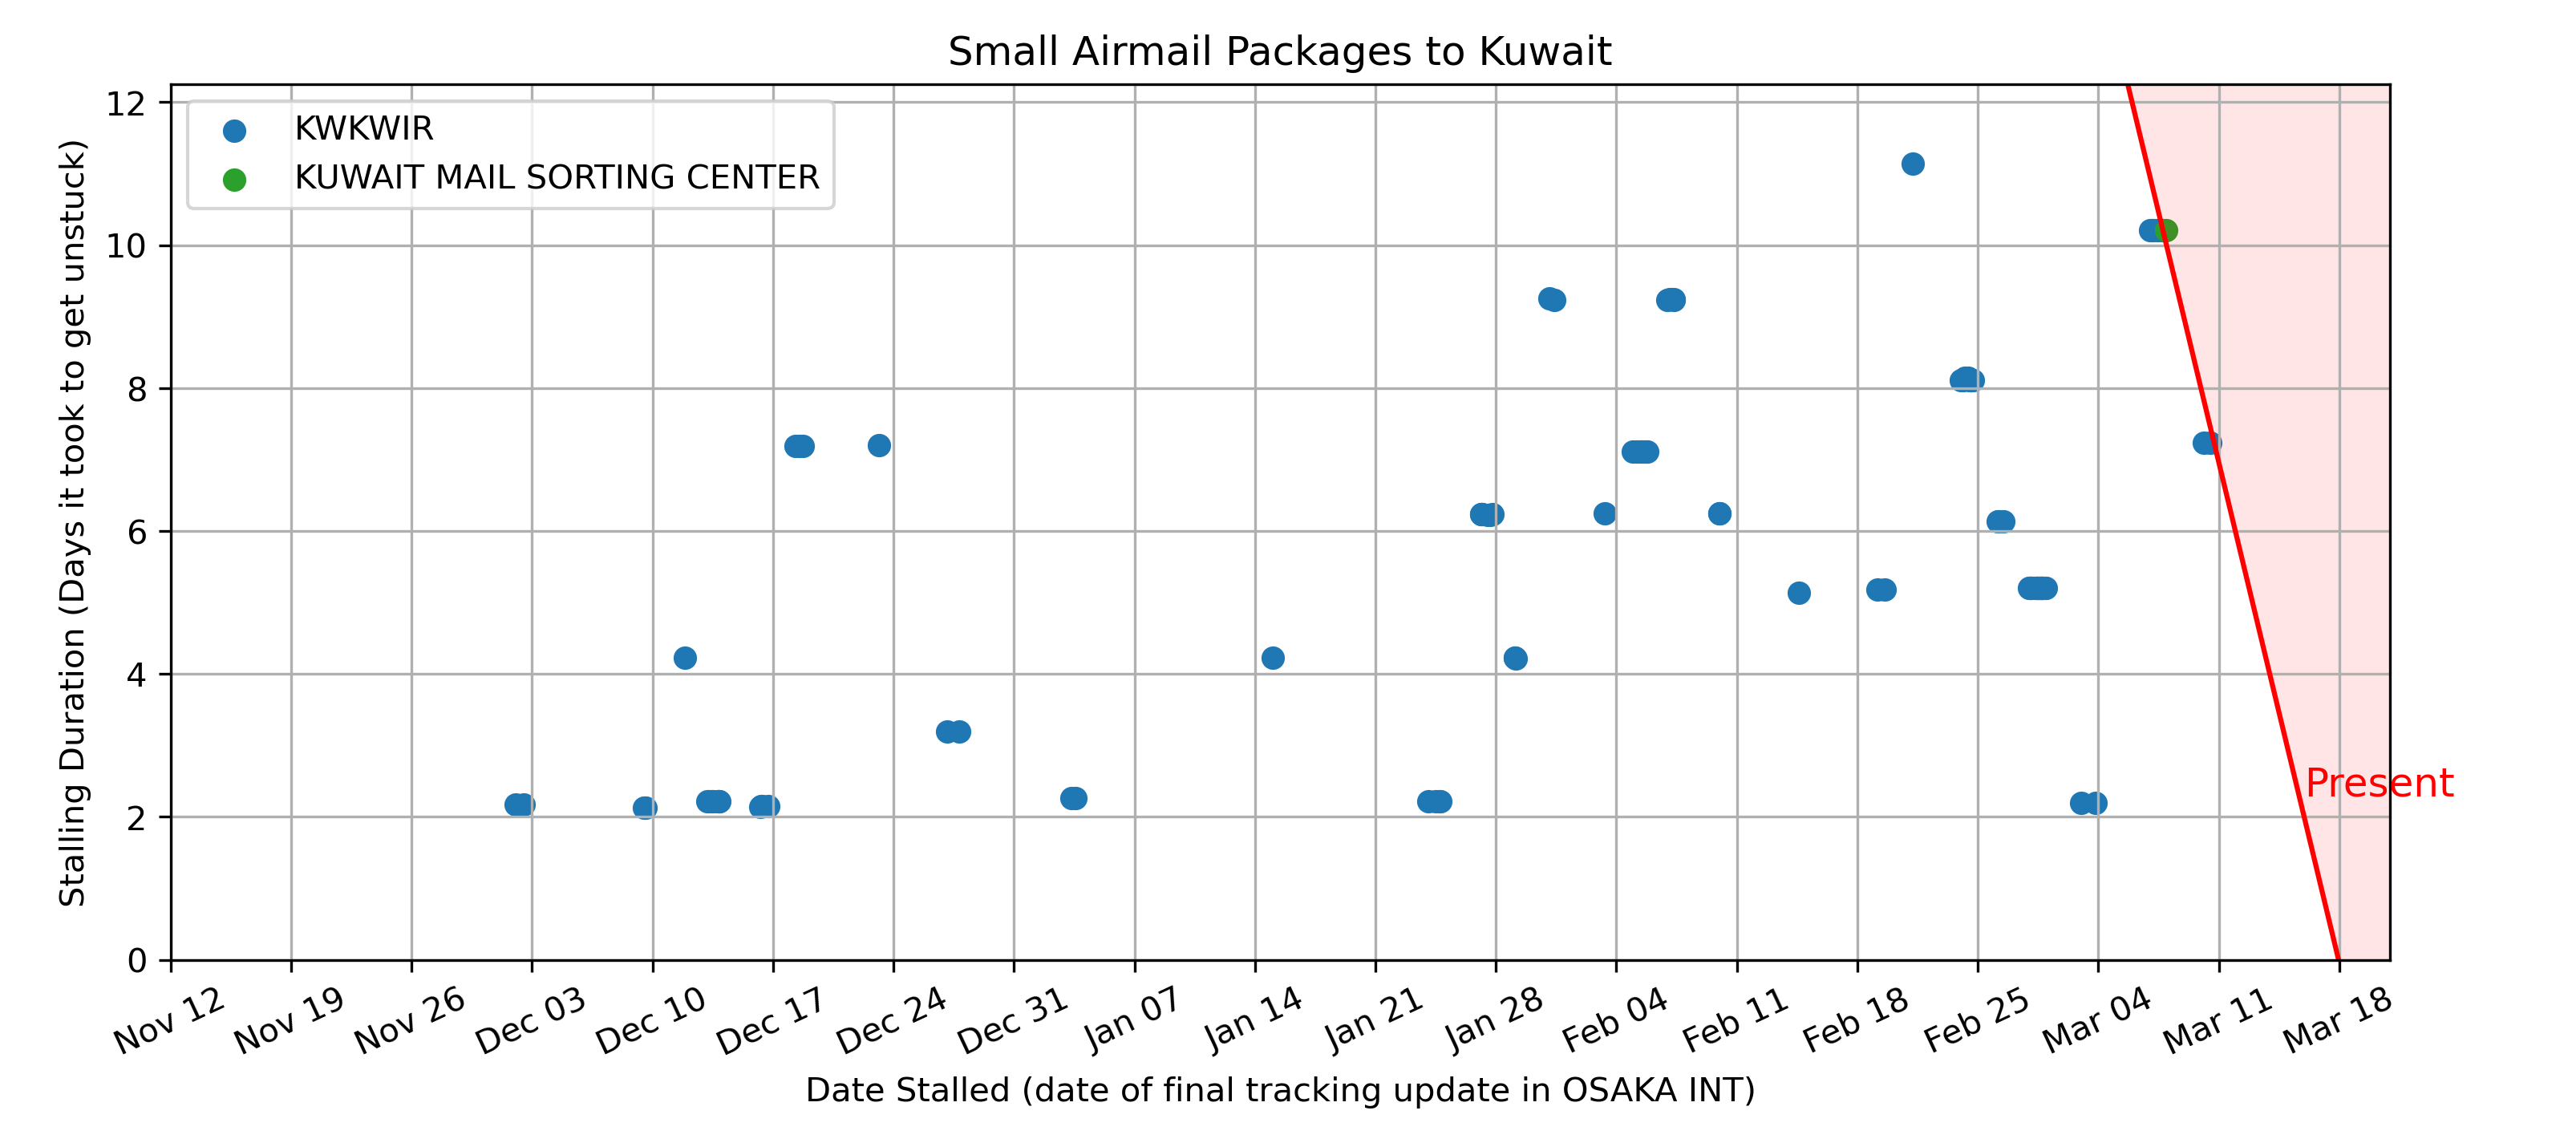 Small Airmail Packages to Kuwait
KWKWIR
KUWAIT MAIL SORTING CENTER
Stalling Duration (Days it took to get unstuck)
12
10
8
6
4
2
0
Present
Nov 12
Nov 19
Nov 26
Dec 03
Dec 10
Dec 17
Dec 24
Dec 31
Jan 07
Jan 14
Jan 21
Jan 28
Feb 04
Feb 11
Feb 18
Feb 25
Mar 04
Mar 11
Mar 18
Date Stalled (date of final tracking update in OSAKA INT)